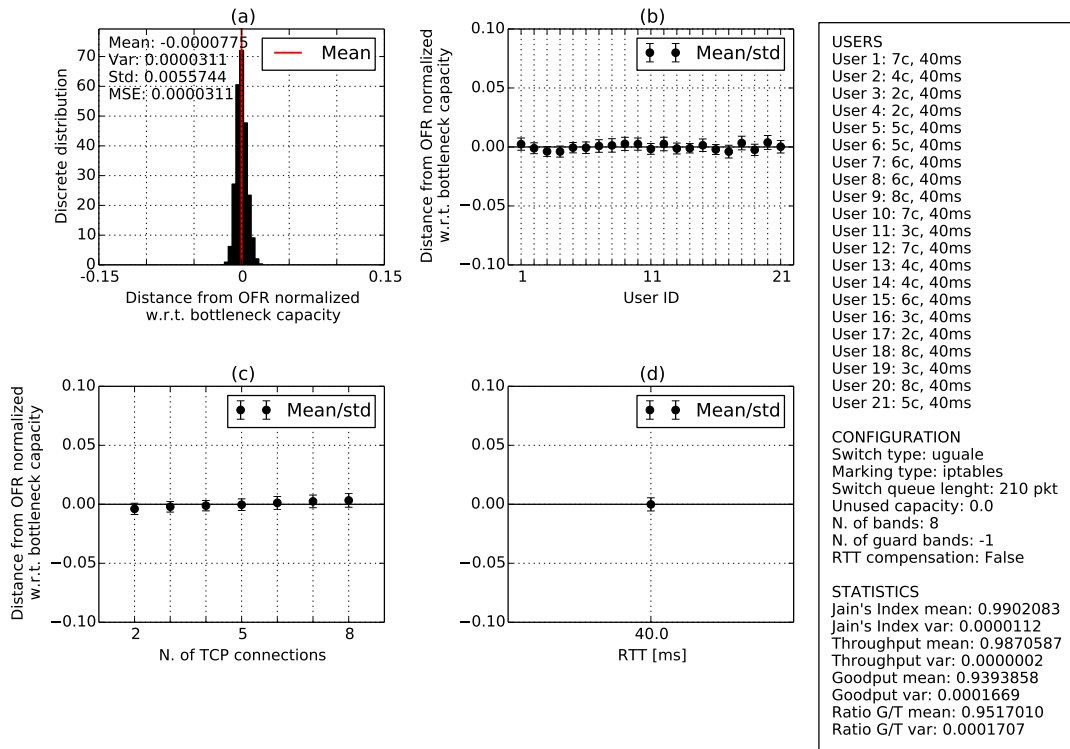 (a)
Mean: -0.0000775
Var: 0.0000311
Std: 0.0055744
MSE: 0.0000311
Mean
Discrete distribution
70
60
50
40
30
20
10
0
-0.15
0
0.15
Distance from OFR normalized
w.r.t. bottleneck capacity
(b)
Mean/std
Distance from OFR normalized
w.r.t. bottleneck capacity
0.10
0.05
0.00
−0.05
−0.10
1
11
21
User ID
(c)
Mean/std
Distance from OFR normalized
w.r.t. bottleneck capacity
0.10
0.05
0.00
−0.05
−0.10
2
5
8
N. of TCP connections
(d)
Mean/std
0.10
0.05
0.00
−0.05
−0.10
40.0
RTT [ms]
USERS
User 1: 7c, 40ms
User 2: 4c, 40ms
User 3: 2c, 40ms
User 4: 2c, 40ms
User 5: 5c, 40ms
User 6: 5c, 40ms
User 7: 6c, 40ms
User 8: 6c, 40ms
User 9: 8c, 40ms
User 10: 7c, 40ms
User 11: 3c, 40ms
User 12: 7c, 40ms
User 13: 4c, 40ms
User 14: 4c, 40ms
User 15: 6c, 40ms
User 16: 3c, 40ms
User 17: 2c, 40ms
User 18: 8c, 40ms
User 19: 3c, 40ms
User 20: 8c, 40ms
User 21: 5c, 40ms
CONFIGURATION
Switch type: uguale
Marking type: iptables
Switch queue lenght: 210 pkt
Unused capacity: 0.0
N. of bands: 8
N. of guard bands: -1
RTT compensation: False
STATISTICS
Jain's Index mean: 0.9902083
Jain's Index var: 0.0000112
Throughput mean: 0.9870587
Throughput var: 0.0000002
Goodput mean: 0.9393858
Goodput var: 0.0001669
Ratio G/T mean: 0.9517010
Ratio G/T var: 0.0001707